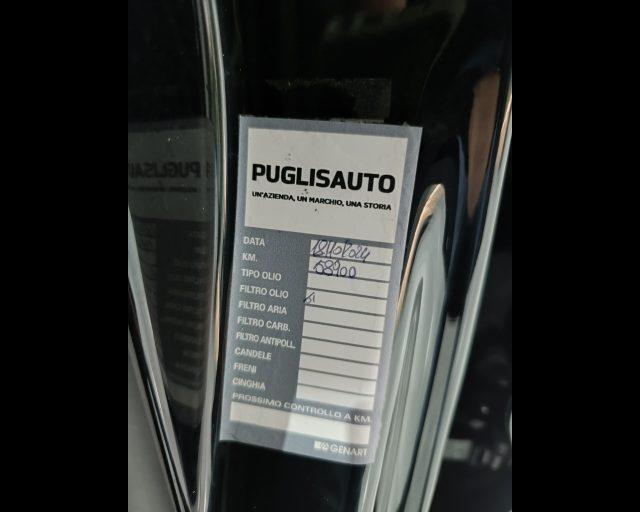 PUGLISAUTO
UN'AZIENDA, UN MARCHIO, UNA STORIA
DATA
KM. 68900
TIPO OLIO
FILTRO OLIO SI
FILTRO ARIA
FILTRO CARB.
FILTRO ANTIPOLL.
CANDELE
FRENI
CINGHIA
PROSSIMO CONTROLLO A KM.
GENART